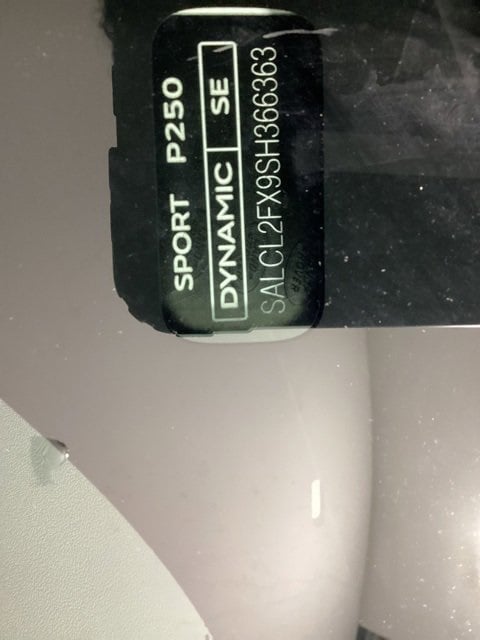 SPORT P250
DYNAMIC SE
SALCL2FX9SH366363